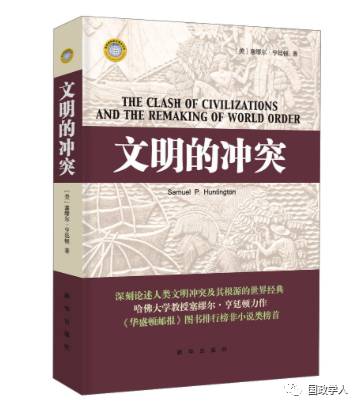 [美] 塞缪尔·亨廷顿 著
THE CLASH OF CIVILIZATIONS
AND THE REMAKING OF WORLD ORDER
文明的冲突
Samuel P. Huntington
深刻论述人类文明冲突及其根源的世界经典
哈佛大学教授塞缪尔·亨廷顿力作
《华盛顿邮报》图书排行榜非小说类榜首
新华出版社
文明的冲突
[美] 塞缪尔·亨廷顿 著
新华出版社
国政学人